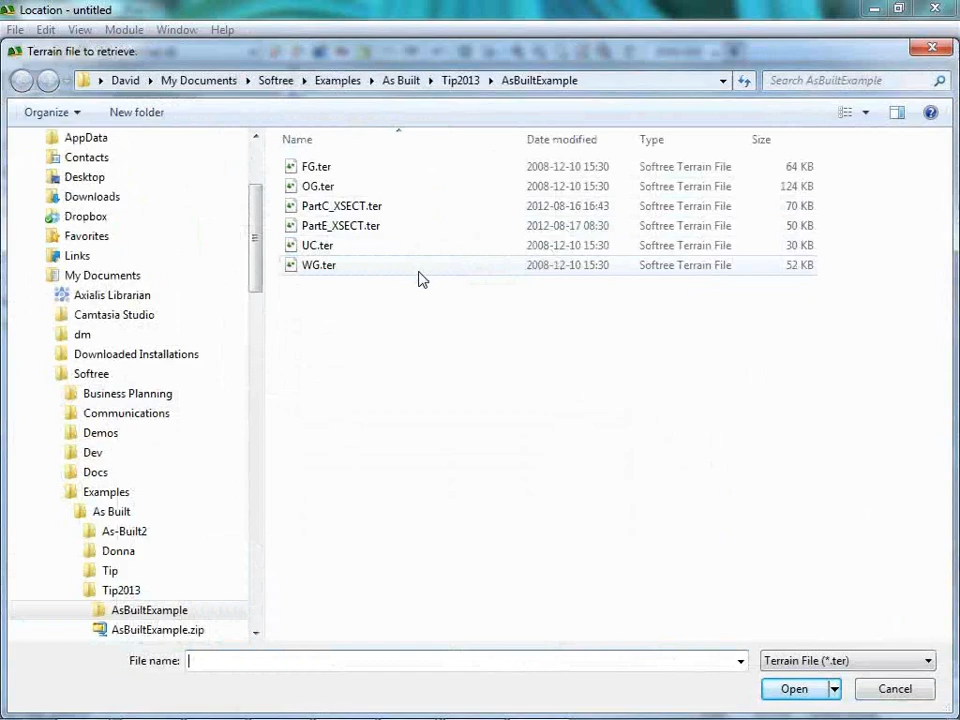 Location - untitled
File Edit View Module Window Help
Terrain file to retrieve.
David My Documents Softree Examples As Built Tip2013 AsBuiltExample Search AsBuiltExample
Organize New folder
Name Date modified Type Size
AppData
Contacts
Desktop
Downloads
Dropbox
Favorites
Links
My Documents
Axialis Librarian
Camtasia Studio
dm
Downloaded Installations
Softree
Business Planning
Communications
Demos
Dev
Docs
Examples
As Built
As-Built2
Donna
Tip
Tip2013
AsBuiltExample
AsBuiltExample.zip
FG.ter 2008-12-10 15:30 Softree Terrain File 64 KB
OG.ter 2008-12-10 15:30 Softree Terrain File 124 KB
PartC_XSECT.ter 2012-08-16 16:43 Softree Terrain File 70 KB
PartE_XSECT.ter 2012-08-17 08:30 Softree Terrain File 50 KB
UC.ter 2008-12-10 15:30 Softree Terrain File 30 KB
WG.ter 2008-12-10 15:30 Softree Terrain File 52 KB
File name: Terrain File (*.ter)
Open Cancel